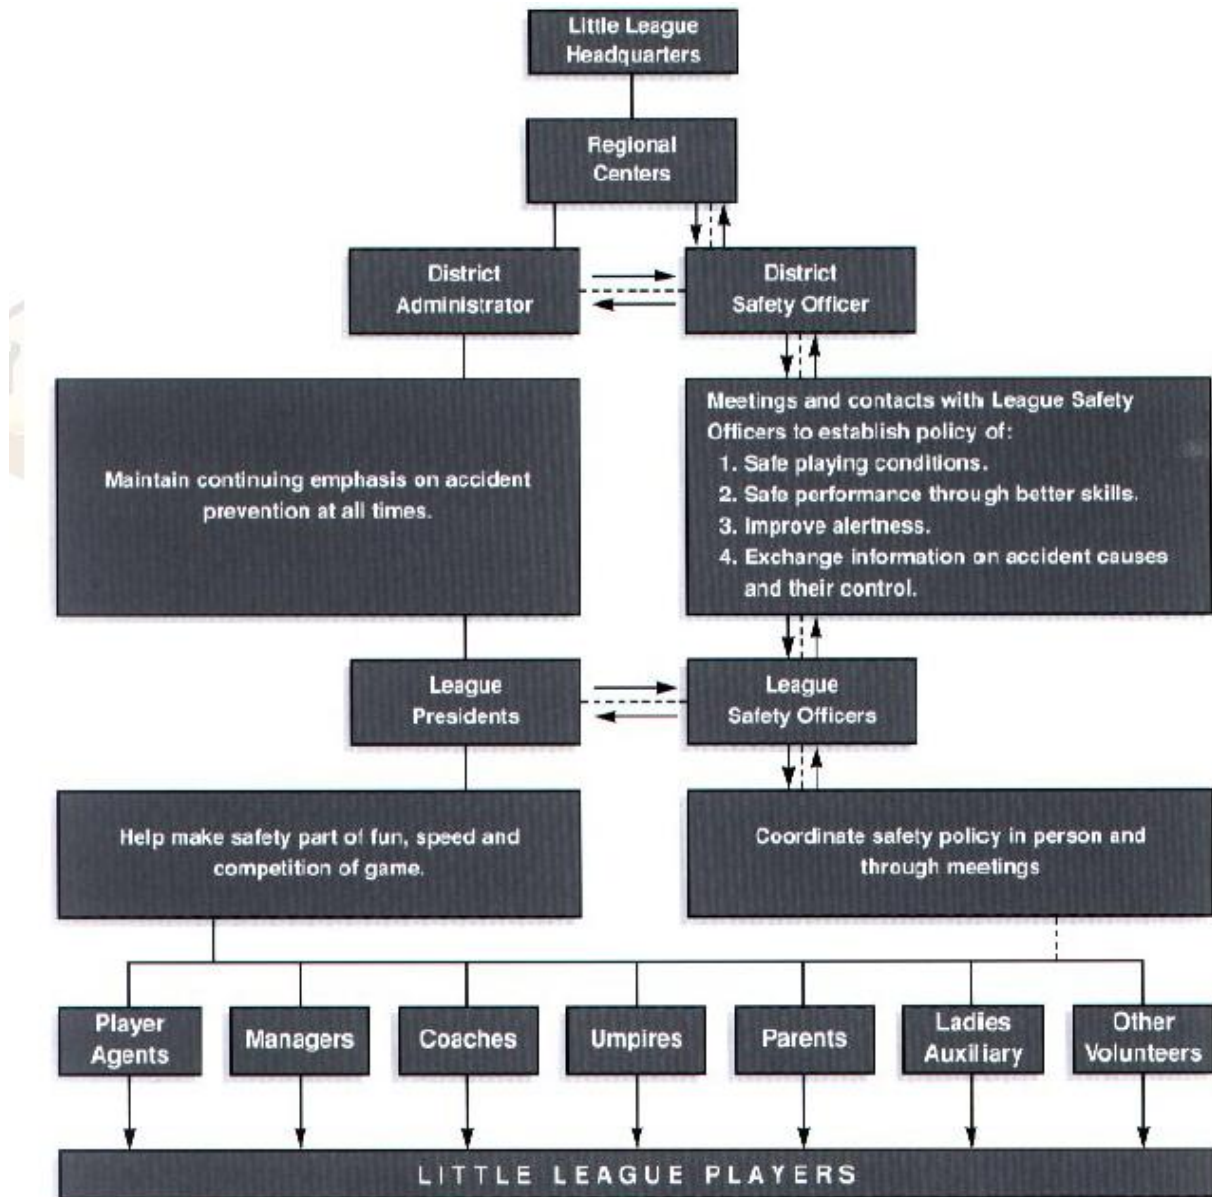 Little League
Headquarters
Regional
Centers
District
Administrator
District
Safety Officer
Maintain continuing emphasis on accident
prevention at all times.
Meetings and contacts with League Safety
Officers to establish policy of:
1. Safe playing conditions.
2. Safe performance through better skills.
3. Improve alertness.
4. Exchange information on accident causes
and their control.
League
Presidents
League
Safety Officers
Help make safety part of fun, speed and
competition of game.
Coordinate safety policy in person and
through meetings
Player
Agents
Managers
Coaches
Umpires
Parents
Ladies
Auxiliary
Other
Volunteers
LITTLE LEAGUE PLAYERS